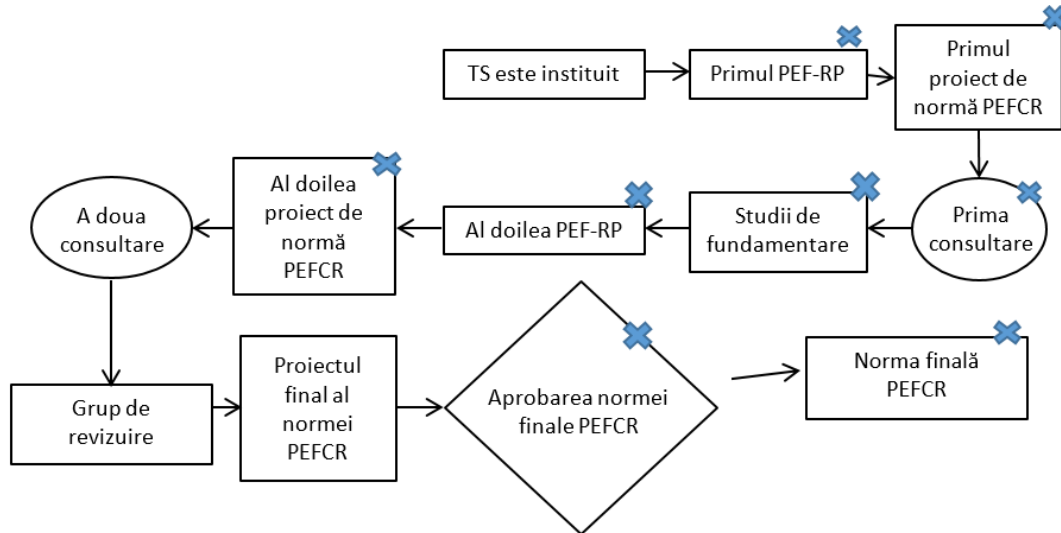 TS este instituit
Primul PEF-RP
Primul
proiect de
normă PEFCR
Prima
consultare
Studii de
fundamentare
Al doilea PEF-RP
Al doilea
proiect de
normă
PEFCR
A doua
consultare
Grup de
revizuire
Proiectul
final al
normei
PEFCR
Aprobarea normei
finale PEFCR
Norma finală
PEFCR